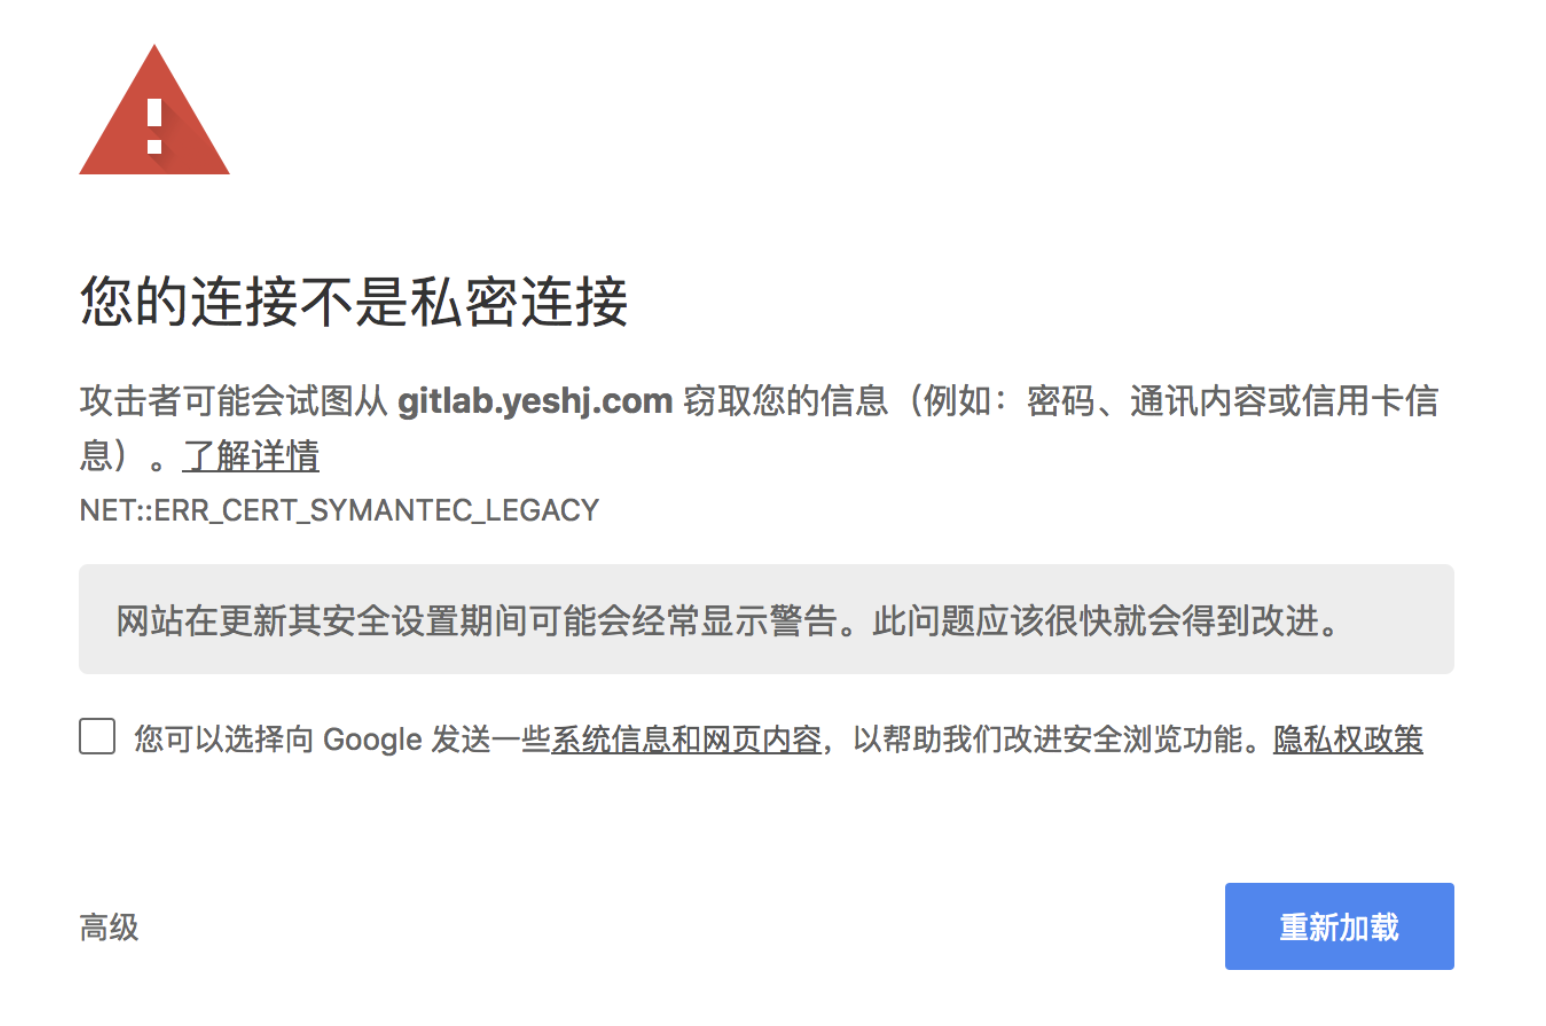 您的连接不是私密连接
攻击者可能会试图从 gitlab.yeshj.com 窃取您的信息（例如：密码、通讯内容或信用卡信
息）。了解详情
NET::ERR_CERT_SYMANTEC_LEGACY
网站在更新其安全设置期间可能会经常显示警告。此问题应该很快就会得到改进。
您可以选择向 Google 发送一些系统信息和网页内容，以帮助我们改进安全浏览功能。隐私权政策
高级
重新加载